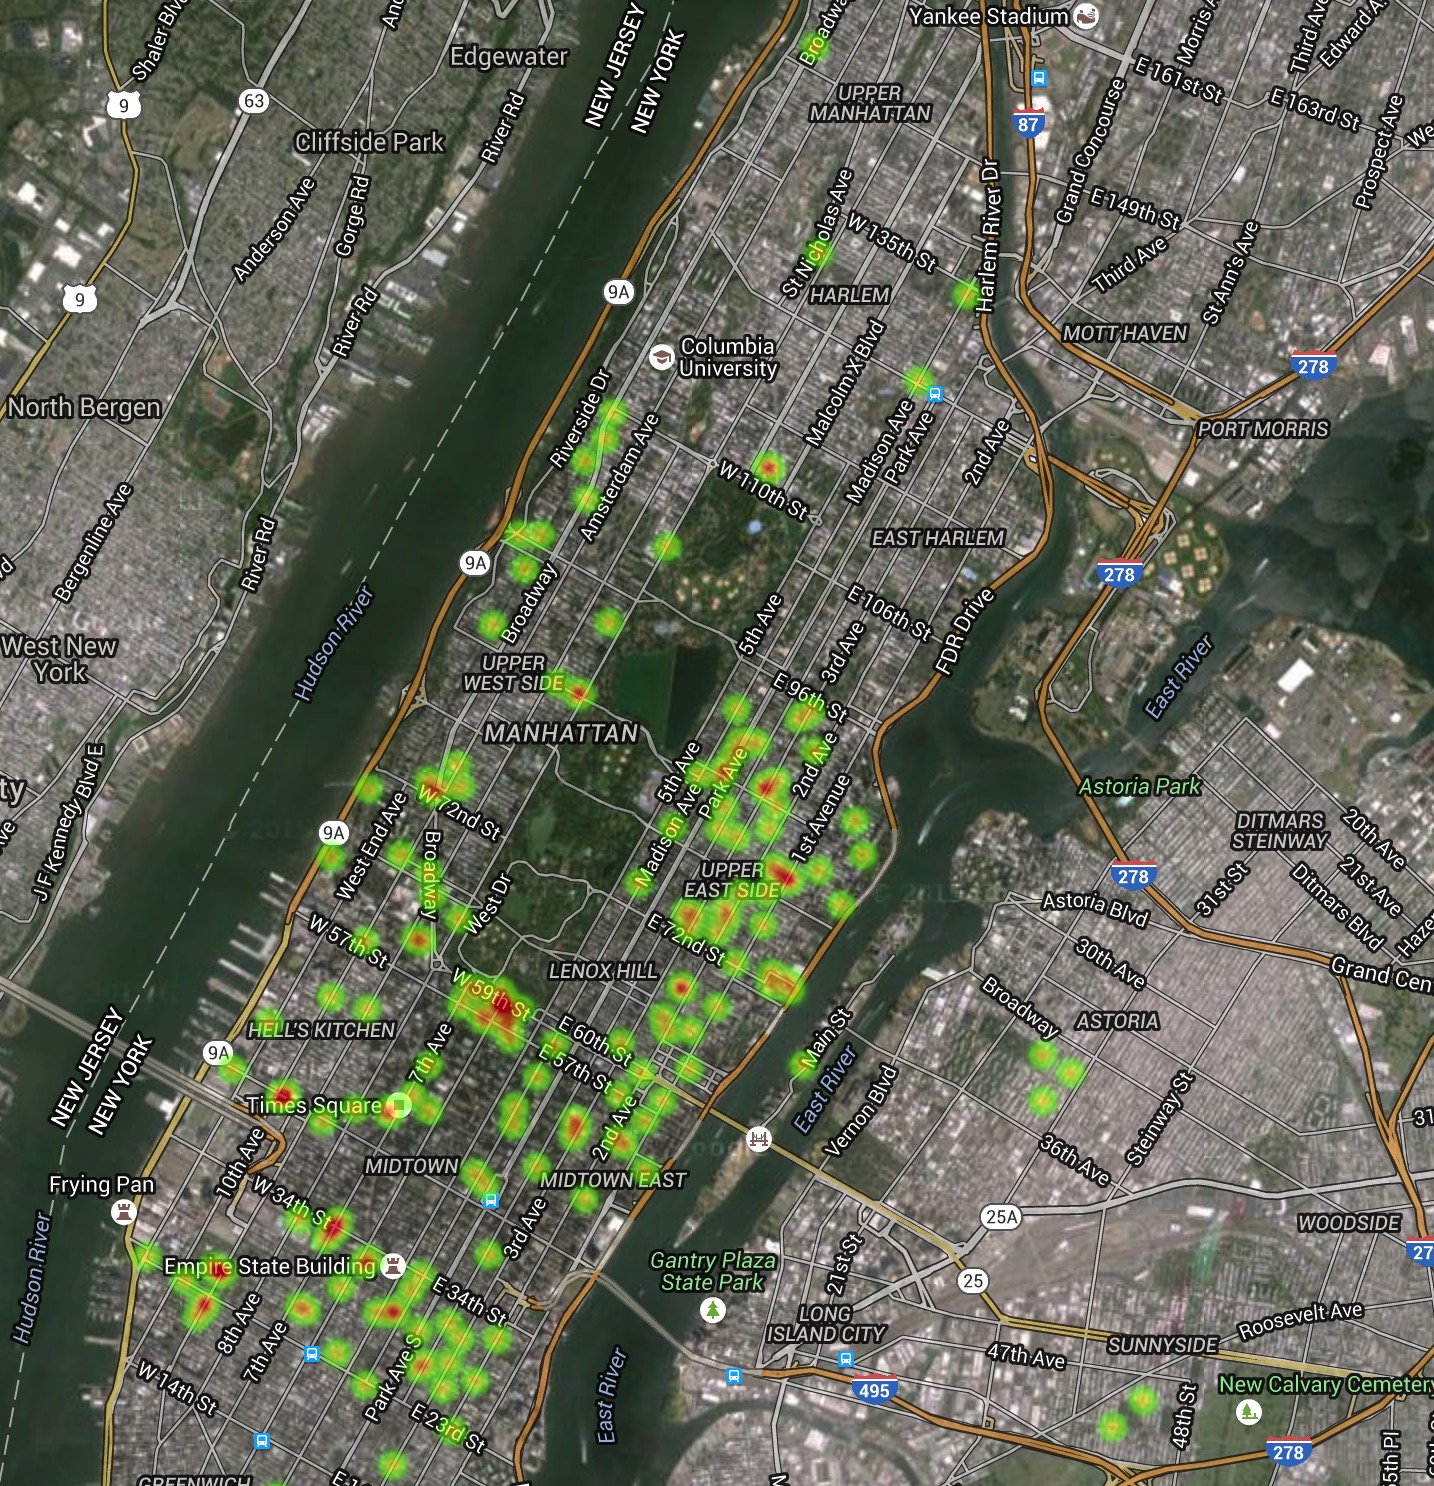 Shaler Blvd
Edgewater
NEW JERSEY
NEW YORK
Broadway
Yankee Stadium
Morris A
Third Ave
Edward A
9
63
Cliffside Park
River Rd
UPPER
MANHATTAN
87
E 161st St
E 163rd St
Grand Concourse
Prospect Ave
We
Anderson Ave
Gorge Rd
St Nicholas Ave
W 135th St
Harlem River Dr
E 149th St
Third Ave
St Ann's Ave
9
River Rd
9A
HARLEM
MOTT HAVEN
278
Columbia
University
Malcolm X Blvd
North Bergen
Riverside Dr
Amsterdam Ave
Madison Ave
Park Ave
2nd Ave
PORT MORRIS
W 110th St
Bergenline Ave
River Rd
9A
EAST HARLEM
278
Hudson River
Broadway
5th Ave
E 106th St
3rd Ave
FDR Drive
East River
West New
York
UPPER
WEST SIDE
E 96th St
MANHATTAN
J F Kennedy Blvd E
ty
5th Ave
Park Ave
2nd Ave
Astoria Park
W 72nd St
9A
West End Ave
Broadway
Madison Ave
1st Avenue
DITMARS
STEINWAY
20th Ave
21st Ave
UPPER
EAST SIDE
278
31st St
Ditmars Blvd
West Dr
Astoria Blvd
W 57th St
E 72nd St
30th Ave
Grand Cen
LENOX HILL
W 59th St
Broadway
NEW JERSEY
NEW YORK
HELL'S KITCHEN
7th Ave
E 60th St
Main St
ASTORIA
9A
E 57th St
East River
Vernon Blvd
Times Square
2nd Ave
Steinway St
31
10th Ave
MIDTOWN
MIDTOWN EAST
36th Ave
Frying Pan
W 34th St
3rd Ave
25A
WOODSIDE
Hudson River
Empire State Building
Gantry Plaza
State Park
21st St
25
27
E 34th St
8th Ave
7th Ave
LONG
ISLAND CITY
Roosevelt Ave
Park Ave S
47th Ave
SUNNYSIDE
W 14th St
East River
495
New Calvary Cemetery
E 23rd St
48th St
278
55th Pl
GREENWICH
E 1